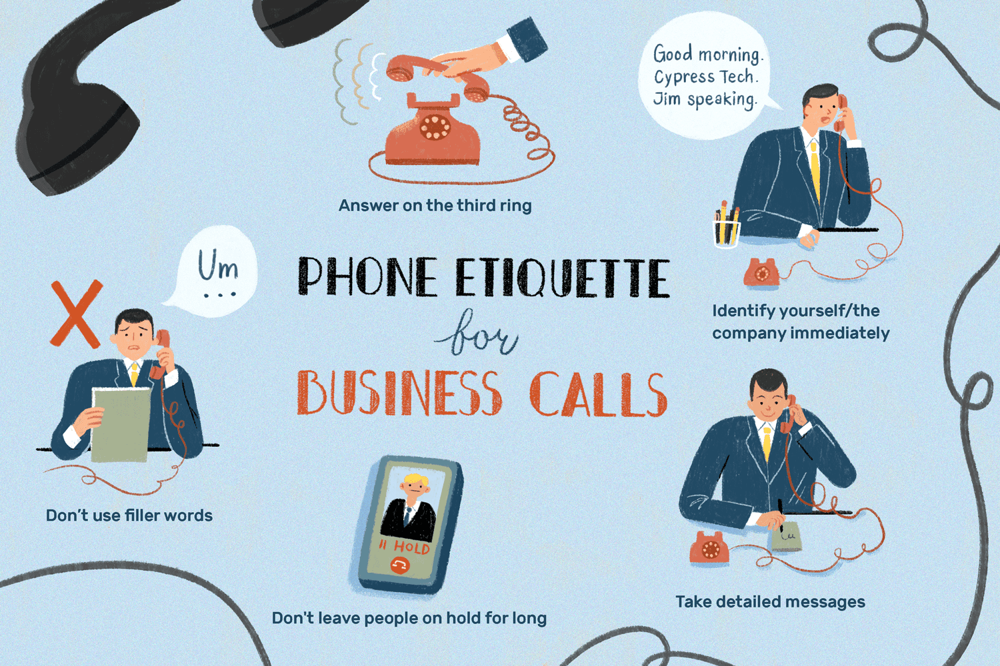 Good morning.
Cypress Tech.
Jim speaking.
Answer on the third ring
Um
...
PHONE ETIQUETTE
for
BUSINESS CALLS
Identify yourself/the
company immediately
Don’t use filler words
II HOLD
Don't leave people on hold for long
Take detailed messages